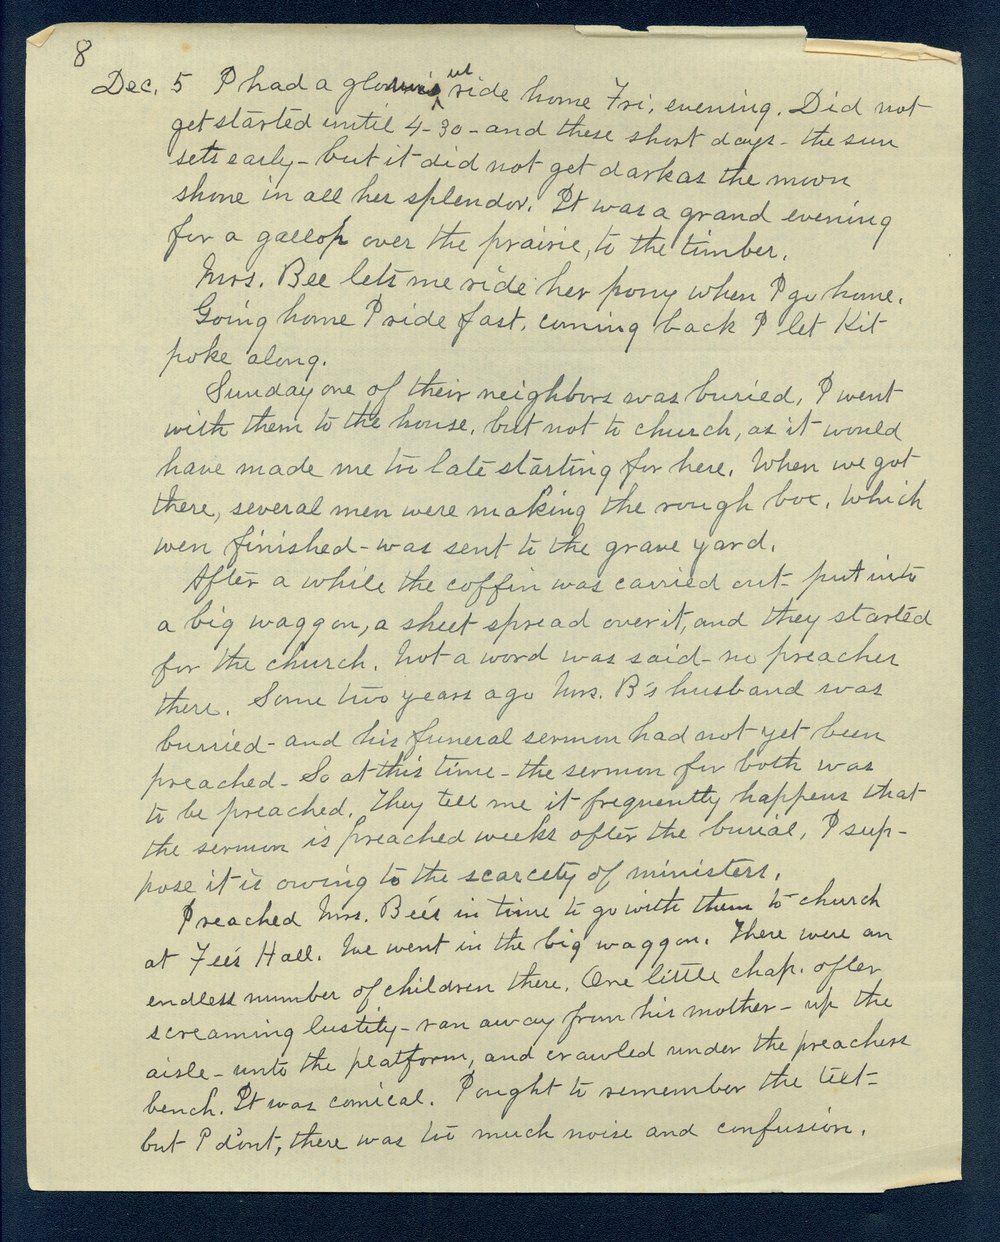 8
Dec. 5 I had a glorious ride home Fri, evening. Did not
get started until 4-30 - and these short days - the sun
sets early - but it did not get dark as the moon
shone in all her splendor. It was a grand evening
for a gallop over the prairie, to the timber.
Mrs. Bee lets me ride her pony when I go home.
Going home I ride fast, coming back I let Kit
poke along.
Sunday one of their neighbors was buried, I went
with them to the house, but not to church, as it would
have made me too late starting for here. When we got
there, several men were making the rough box. Which
wen finished - was sent to the grave yard.
After a while the coffin was carried out - put into
a big waggon, a sheet spread over it, and they started
for the church. Not a word was said - no preacher
there. Some two years ago Mrs. B's husband was
burried - and his funeral sermon had not yet been
preached - So at this time - the sermon for both was
to be preached. They tell me it frequently happens that
the sermon is preached weeks after the burial, I sup-
pose it is owing to the scarcety of ministers.
I reached Mrs. Bee's in time to go with them to church
at Fee's Hall. We went in the big waggon. There were an
endless number of children there. One little chap. after
screaming lustily - ran away from his mother - up the
aisle - unto the platform, and crawled under the preachers
bench. It was comical. I ought to remember the text -
but I dont, there was too much noise and confusion.